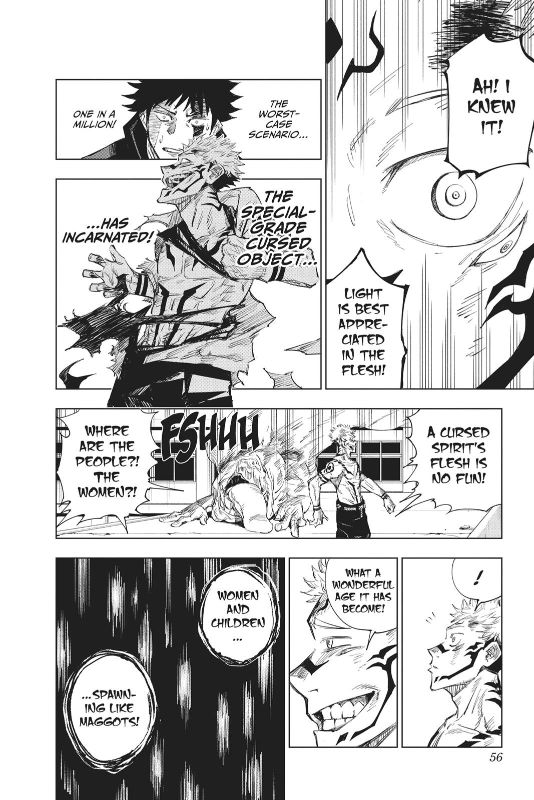 AH! I
KNEW
IT!
LIGHT IS BEST
APPRE-
CIATED
IN THE
FLESH!
THE
WORST-
CASE
SCENARIO...
ONE IN A
MILLION!
THE
SPECIAL-
GRADE
CURSED
OBJECT...
...HAS
INCARNATED!
A CURSED
SPIRIT'S
FLESH IS
NO FUN!
FSHHH
WHERE
ARE THE
PEOPLE?!
THE
WOMEN?!
!
WHAT A
WONDERFUL
AGE IT HAS
BECOME!
WOMEN
AND
CHILDREN
...
...SPAWN-
ING LIKE
MAGGOTS!
56